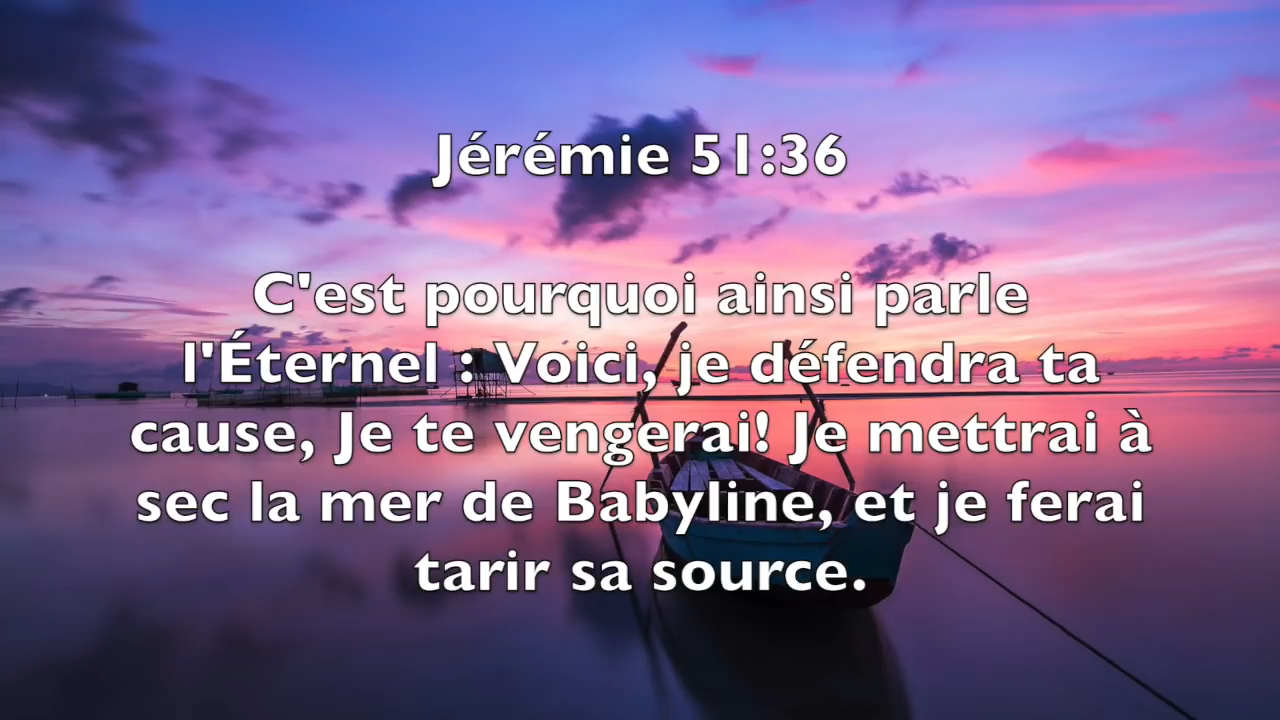 Jérémie 51:36
C'est pourquoi ainsi parle
l'Éternel : Voici, je défendra ta
cause, Je te vengerai! Je mettrai à
sec la mer de Babyline, et je ferai
tarir sa source.